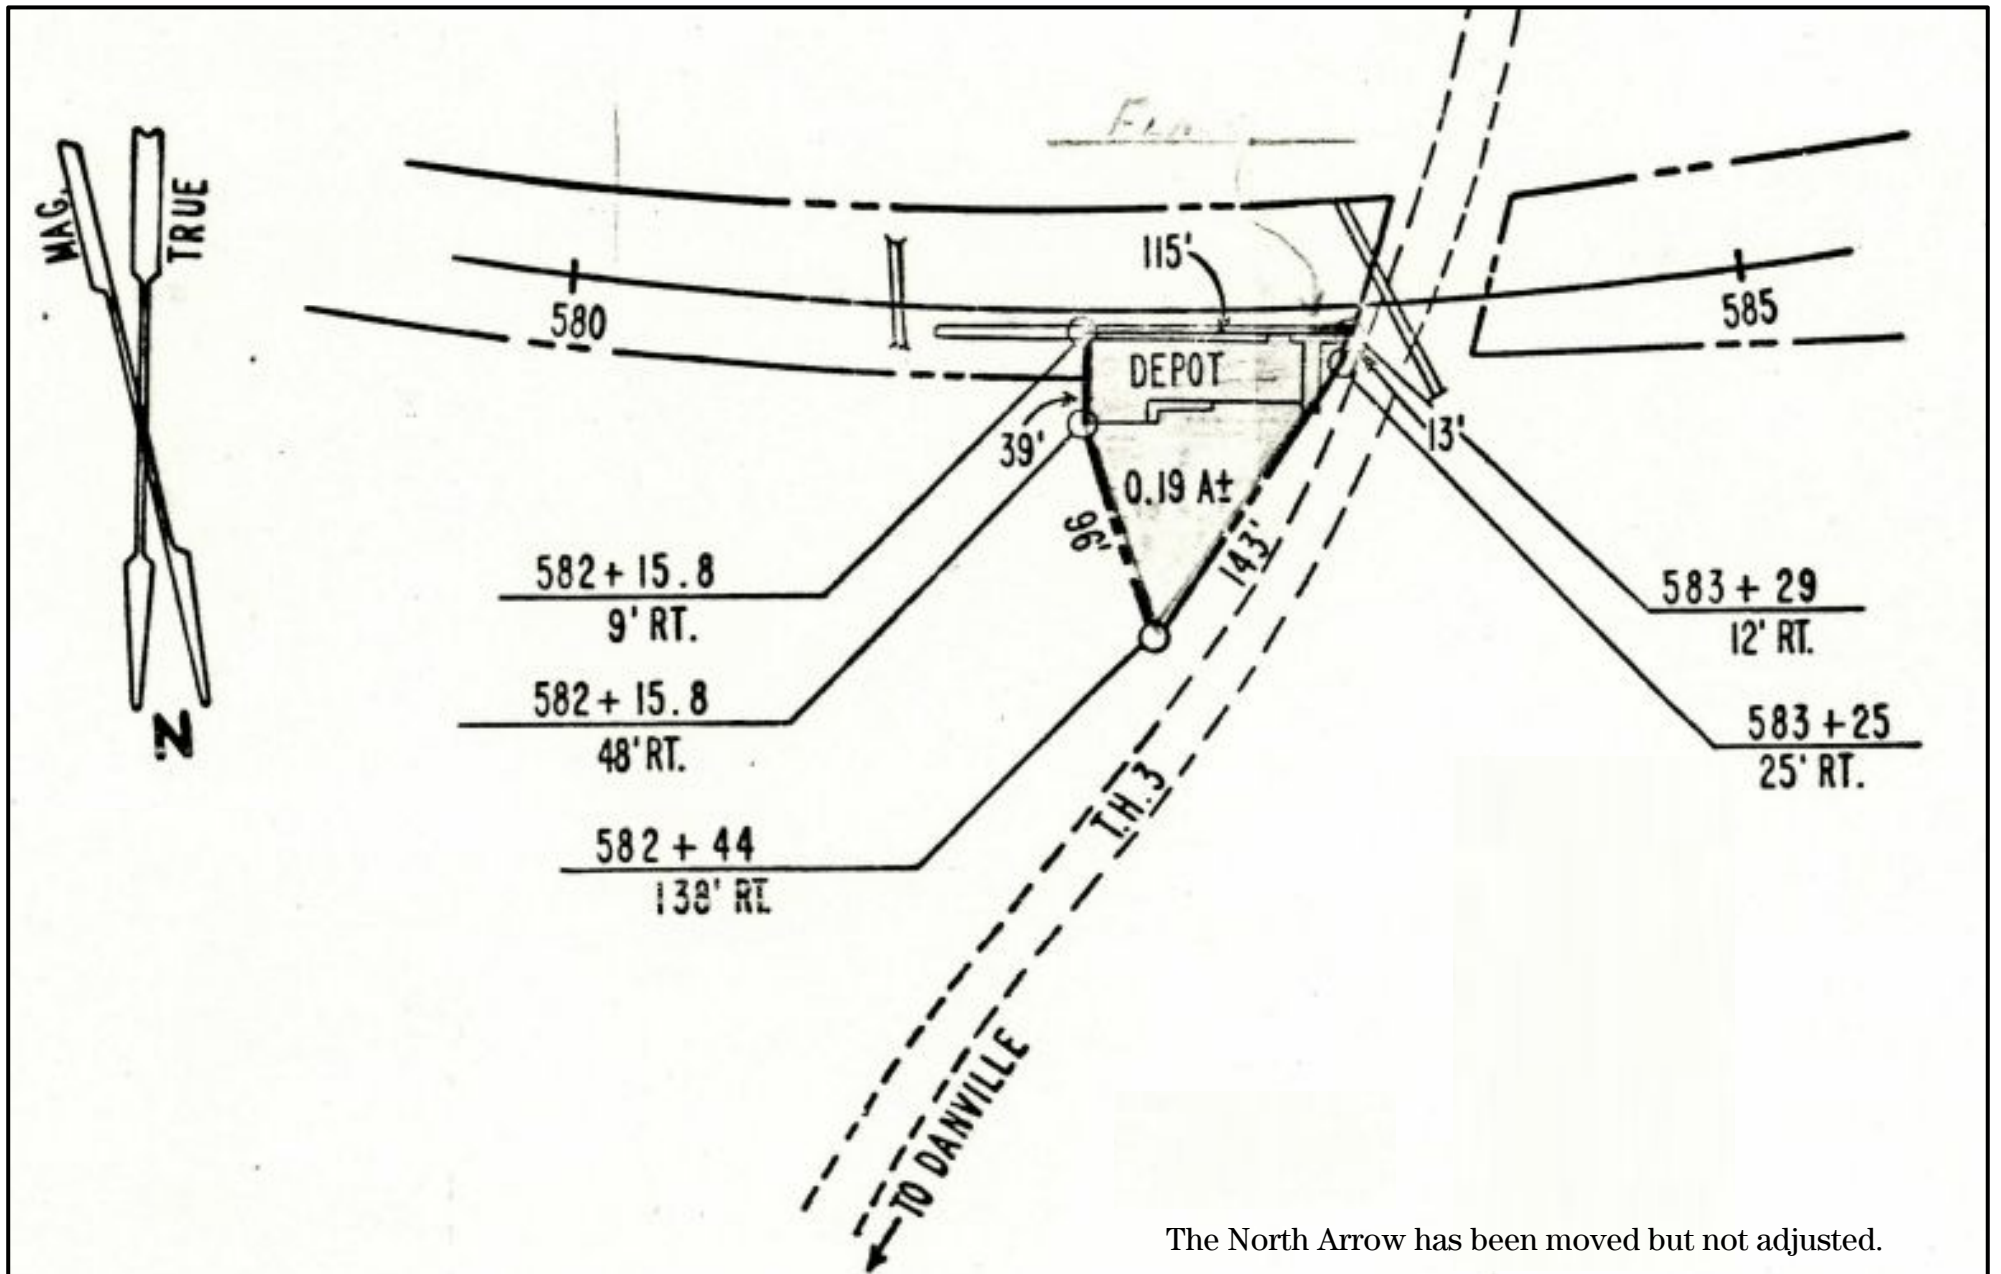 MAG.
TRUE
N
580
115'
585
DEPOT
39'
13'
0.19 A±
96'
143'
582 + 15.8
9' RT.
583 + 29
12' RT.
582 + 15.8
48' RT.
583 + 25
25' RT.
582 + 44
138' RT.
T.H. 3
TO DANVILLE
The North Arrow has been moved but not adjusted.